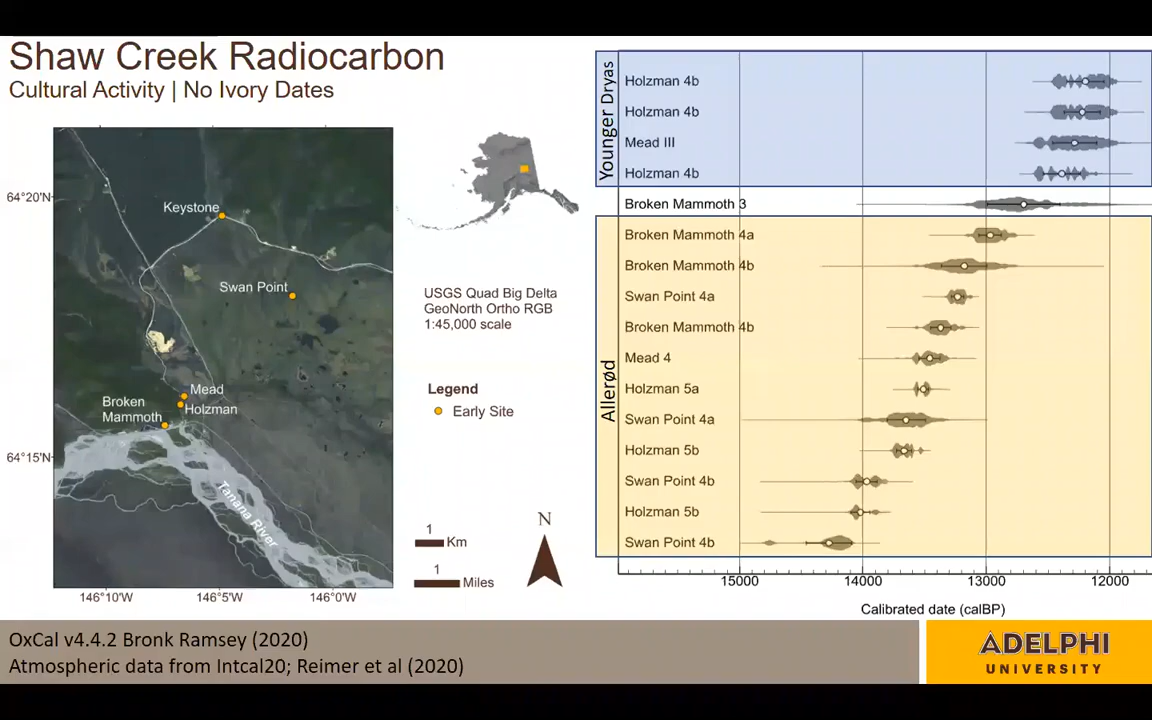 Shaw Creek Radiocarbon
Cultural Activity | No Ivory Dates
64°20'N
64°15'N
146°10'W
146°5'W
146°0'W
Keystone
Swan Point
Mead
Holzman
Broken
Mammoth
Tanana River
USGS Quad Big Delta
GeoNorth Ortho RGB
1:45,000 scale
Legend
Early Site
1
Km
1
Miles
N
Younger Dryas
Holzman 4b
Holzman 4b
Mead III
Holzman 4b
Broken Mammoth 3
Allerød
Broken Mammoth 4a
Broken Mammoth 4b
Swan Point 4a
Broken Mammoth 4b
Mead 4
Holzman 5a
Swan Point 4a
Holzman 5b
Swan Point 4b
Holzman 5b
Swan Point 4b
15000
14000
13000
12000
Calibrated date (calBP)
OxCal v4.4.2 Bronk Ramsey (2020)
Atmospheric data from Intcal20; Reimer et al (2020)
ADELPHI
UNIVERSITY